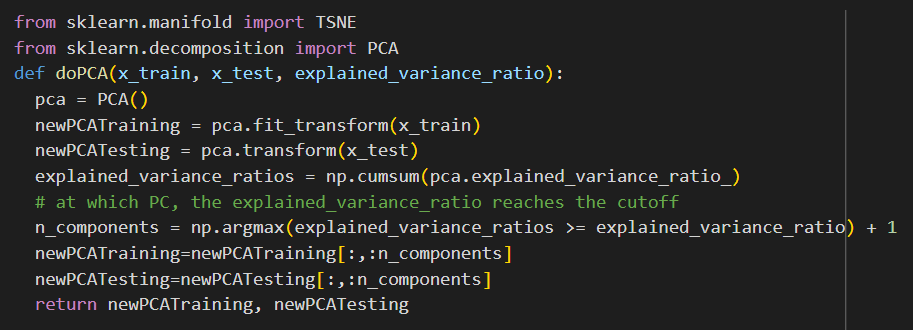 from sklearn.manifold import TSNE
from sklearn.decomposition import PCA
def doPCA(x_train, x_test, explained_variance_ratio):
  pca = PCA()
  newPCATraining = pca.fit_transform(x_train)
  newPCATesting = pca.transform(x_test)
  explained_variance_ratios = np.cumsum(pca.explained_variance_ratio_)
  # at which PC, the explained_variance_ratio reaches the cutoff
  n_components = np.argmax(explained_variance_ratios >= explained_variance_ratio) + 1
  newPCATraining=newPCATraining[:,:n_components]
  newPCATesting=newPCATesting[:,:n_components]
  return newPCATraining, newPCATesting